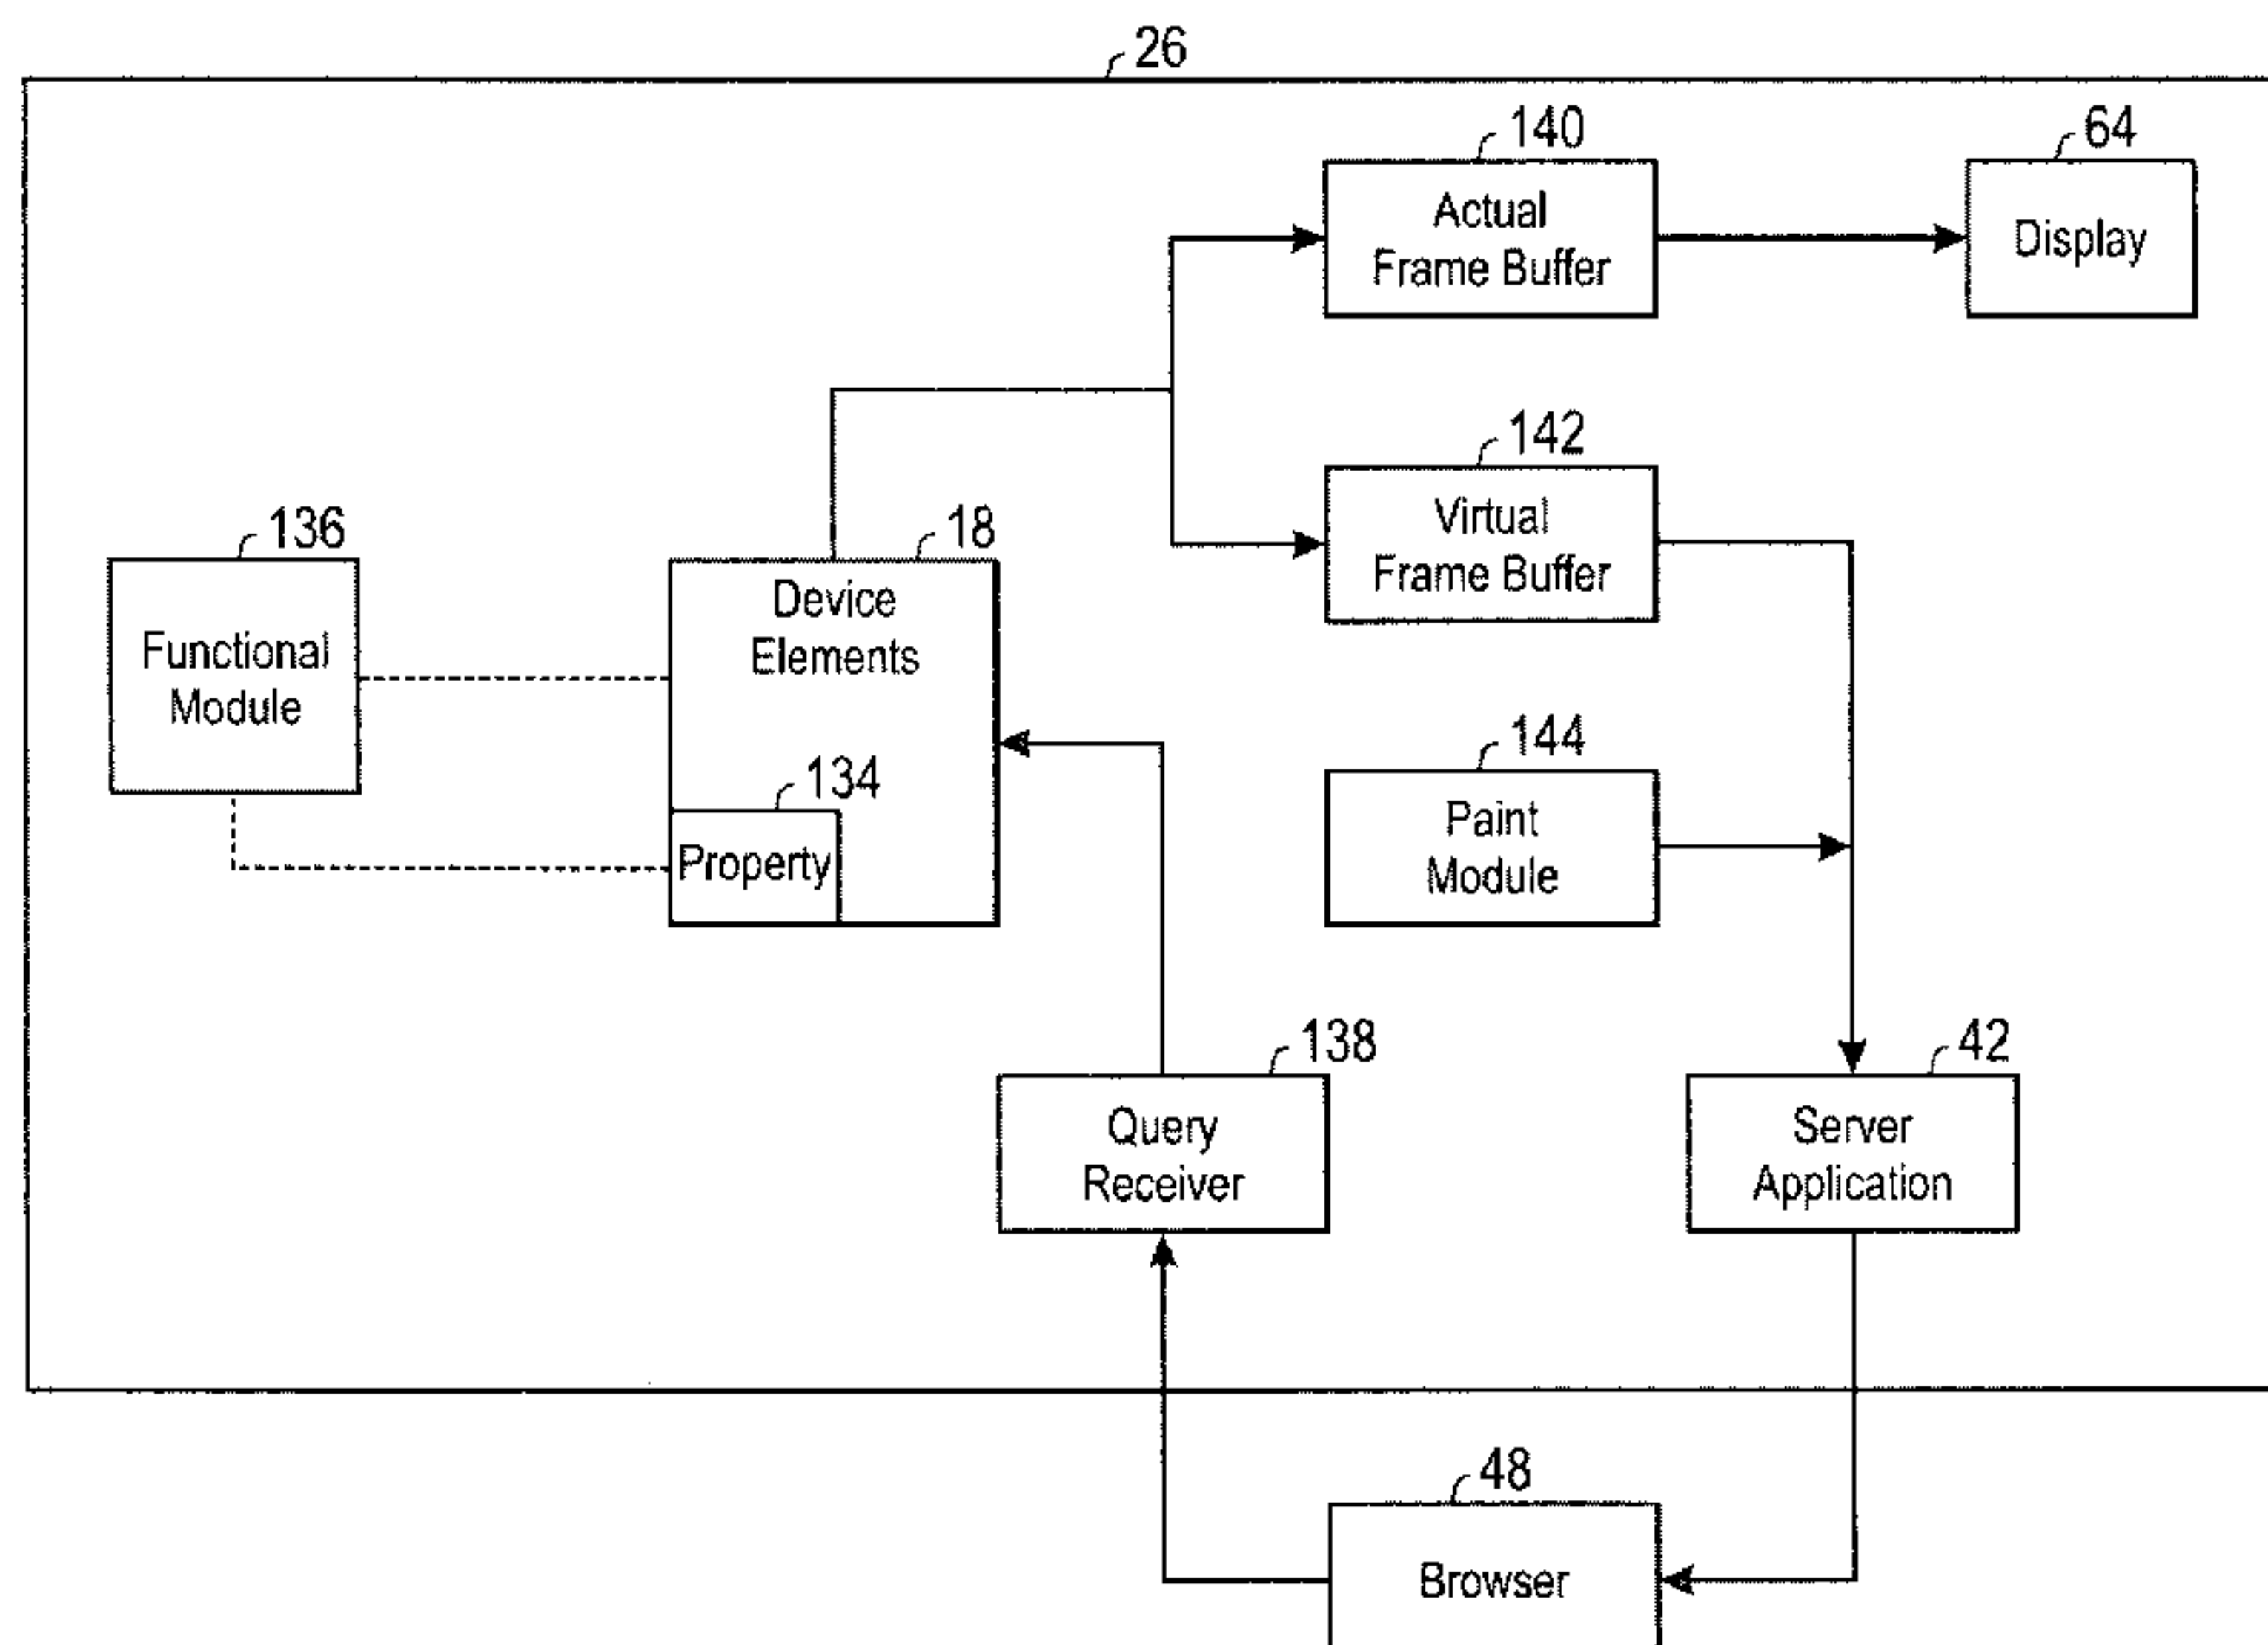 26
140
Actual
Frame Buffer
64
Display
142
Virtual
Frame Buffer
136
Functional
Module
18
Device
Elements
134
Property
144
Paint
Module
138
Query
Receiver
42
Server
Application
48
Browser